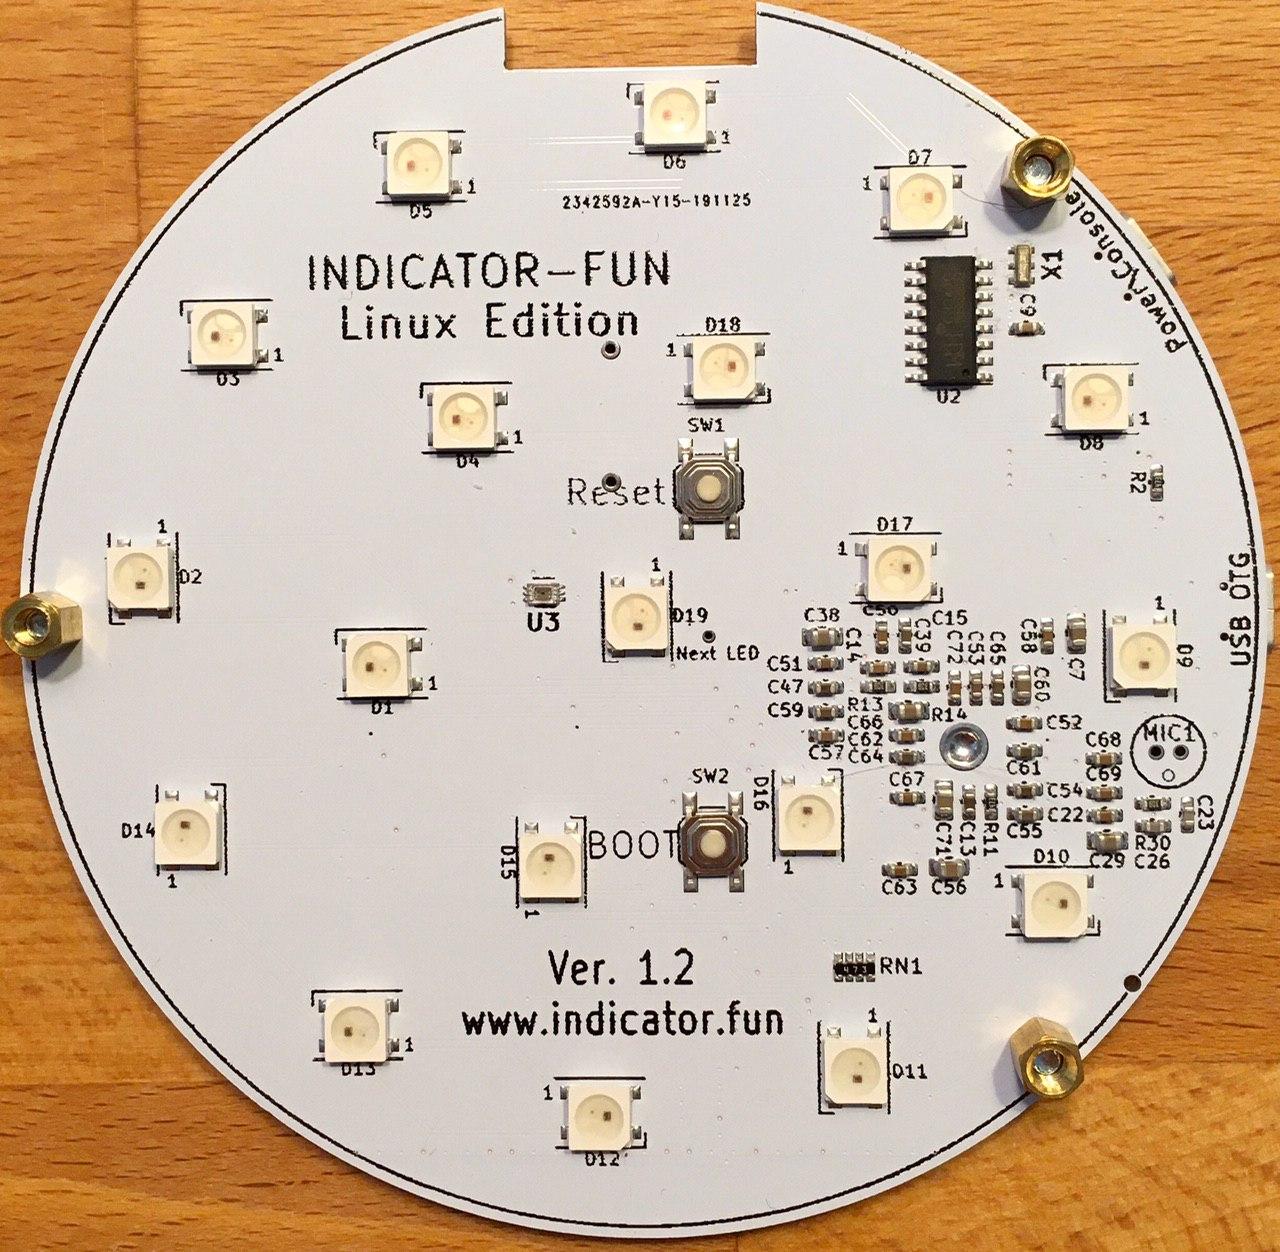 D6
1
D5
1
D7
1
2342592A-Y15-191125
Power\Console
INDICATOR-FUN
Linux Edition
X1
C9
D3
1
D18
1
U2
D8
1
D4
1
SW1
Reset
R2
D17
1
D2
1
U3
D19
1
Next LED
USB OTG
C38
C50
C15
C14
C39
C72
C53
C65
C58
C7
C60
D9
1
C51
C47
C59
R13
C66
R14
C52
C62
C57
C64
C61
MIC1
C68
C69
D1
1
SW2
D16
1
C67
C54
C22
C55
C71
C13
R11
C23
R30
C29
C26
D14
1
D15
1
BOOT
C63
C56
D10
1
Ver. 1.2
RN1
473
www.indicator.fun
D13
1
D11
1
D12
1